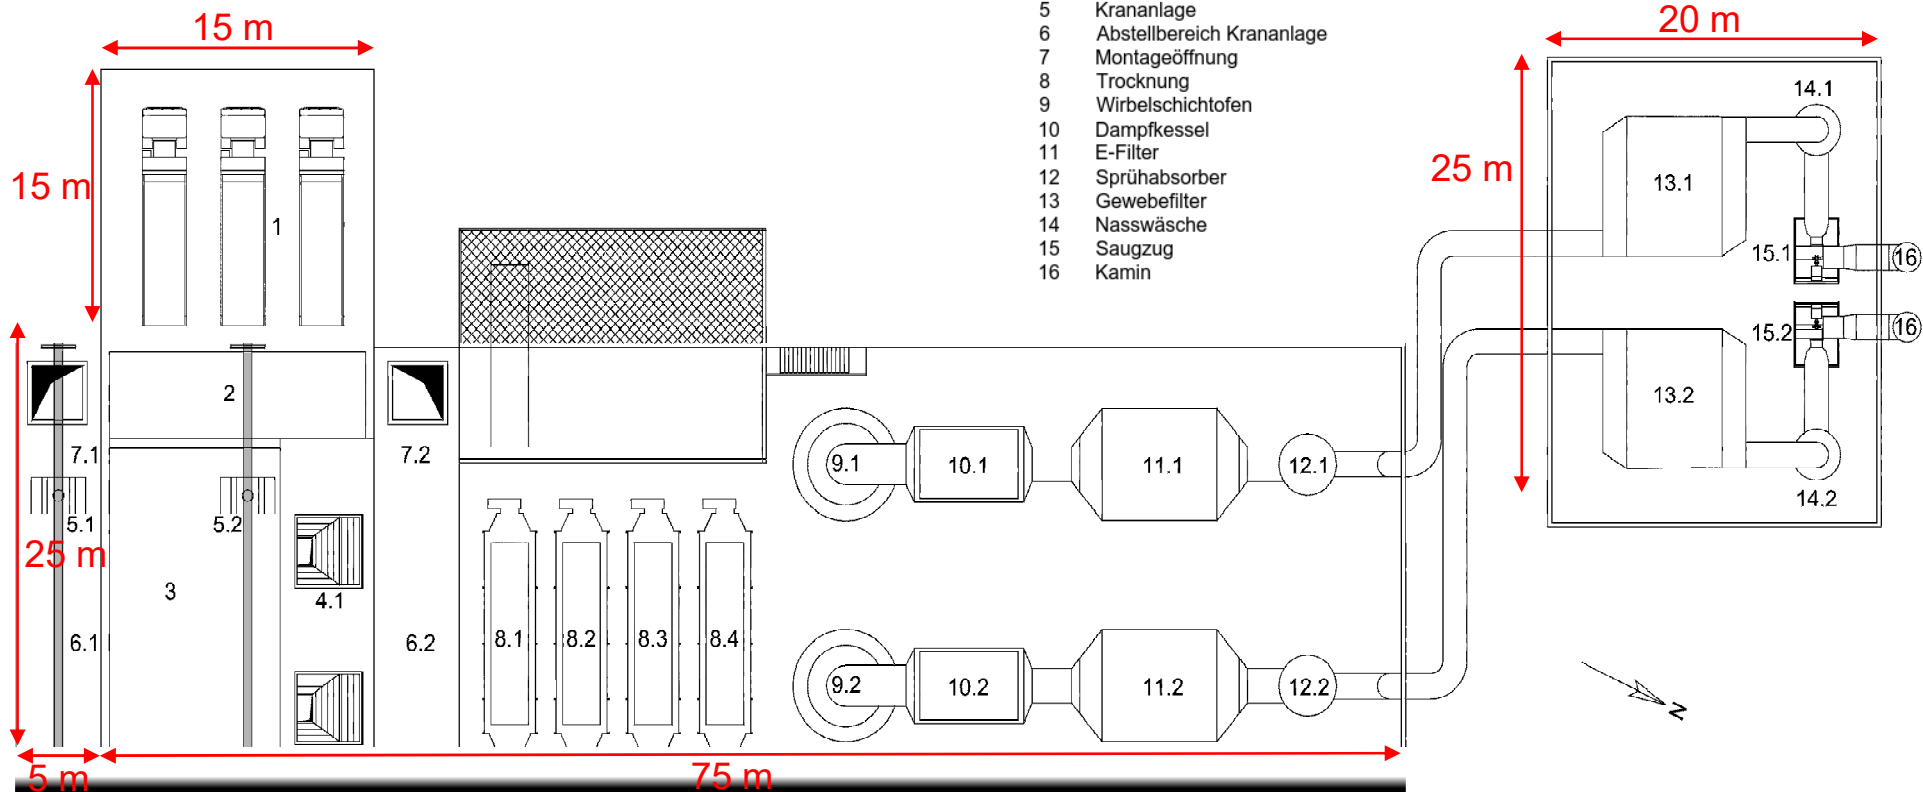 5 Krananlage
6 Abstellbereich Krananlage
7 Montageöffnung
8 Trocknung
9 Wirbelschichtofen
10 Dampfkessel
11 E-Filter
12 Sprühabsorber
13 Gewebefilter
14 Nasswäsche
15 Saugzug
16 Kamin
15 m
20 m
15 m
25 m
25 m
5 m
75 m
1
2
3
4.1
5.1
5.2
6.1
6.2
7.1
7.2
8.1
8.2
8.3
8.4
9.1
10.1
11.1
12.1
9.2
10.2
11.2
12.2
14.1
13.1
15.1
16
15.2
16
13.2
14.2
N